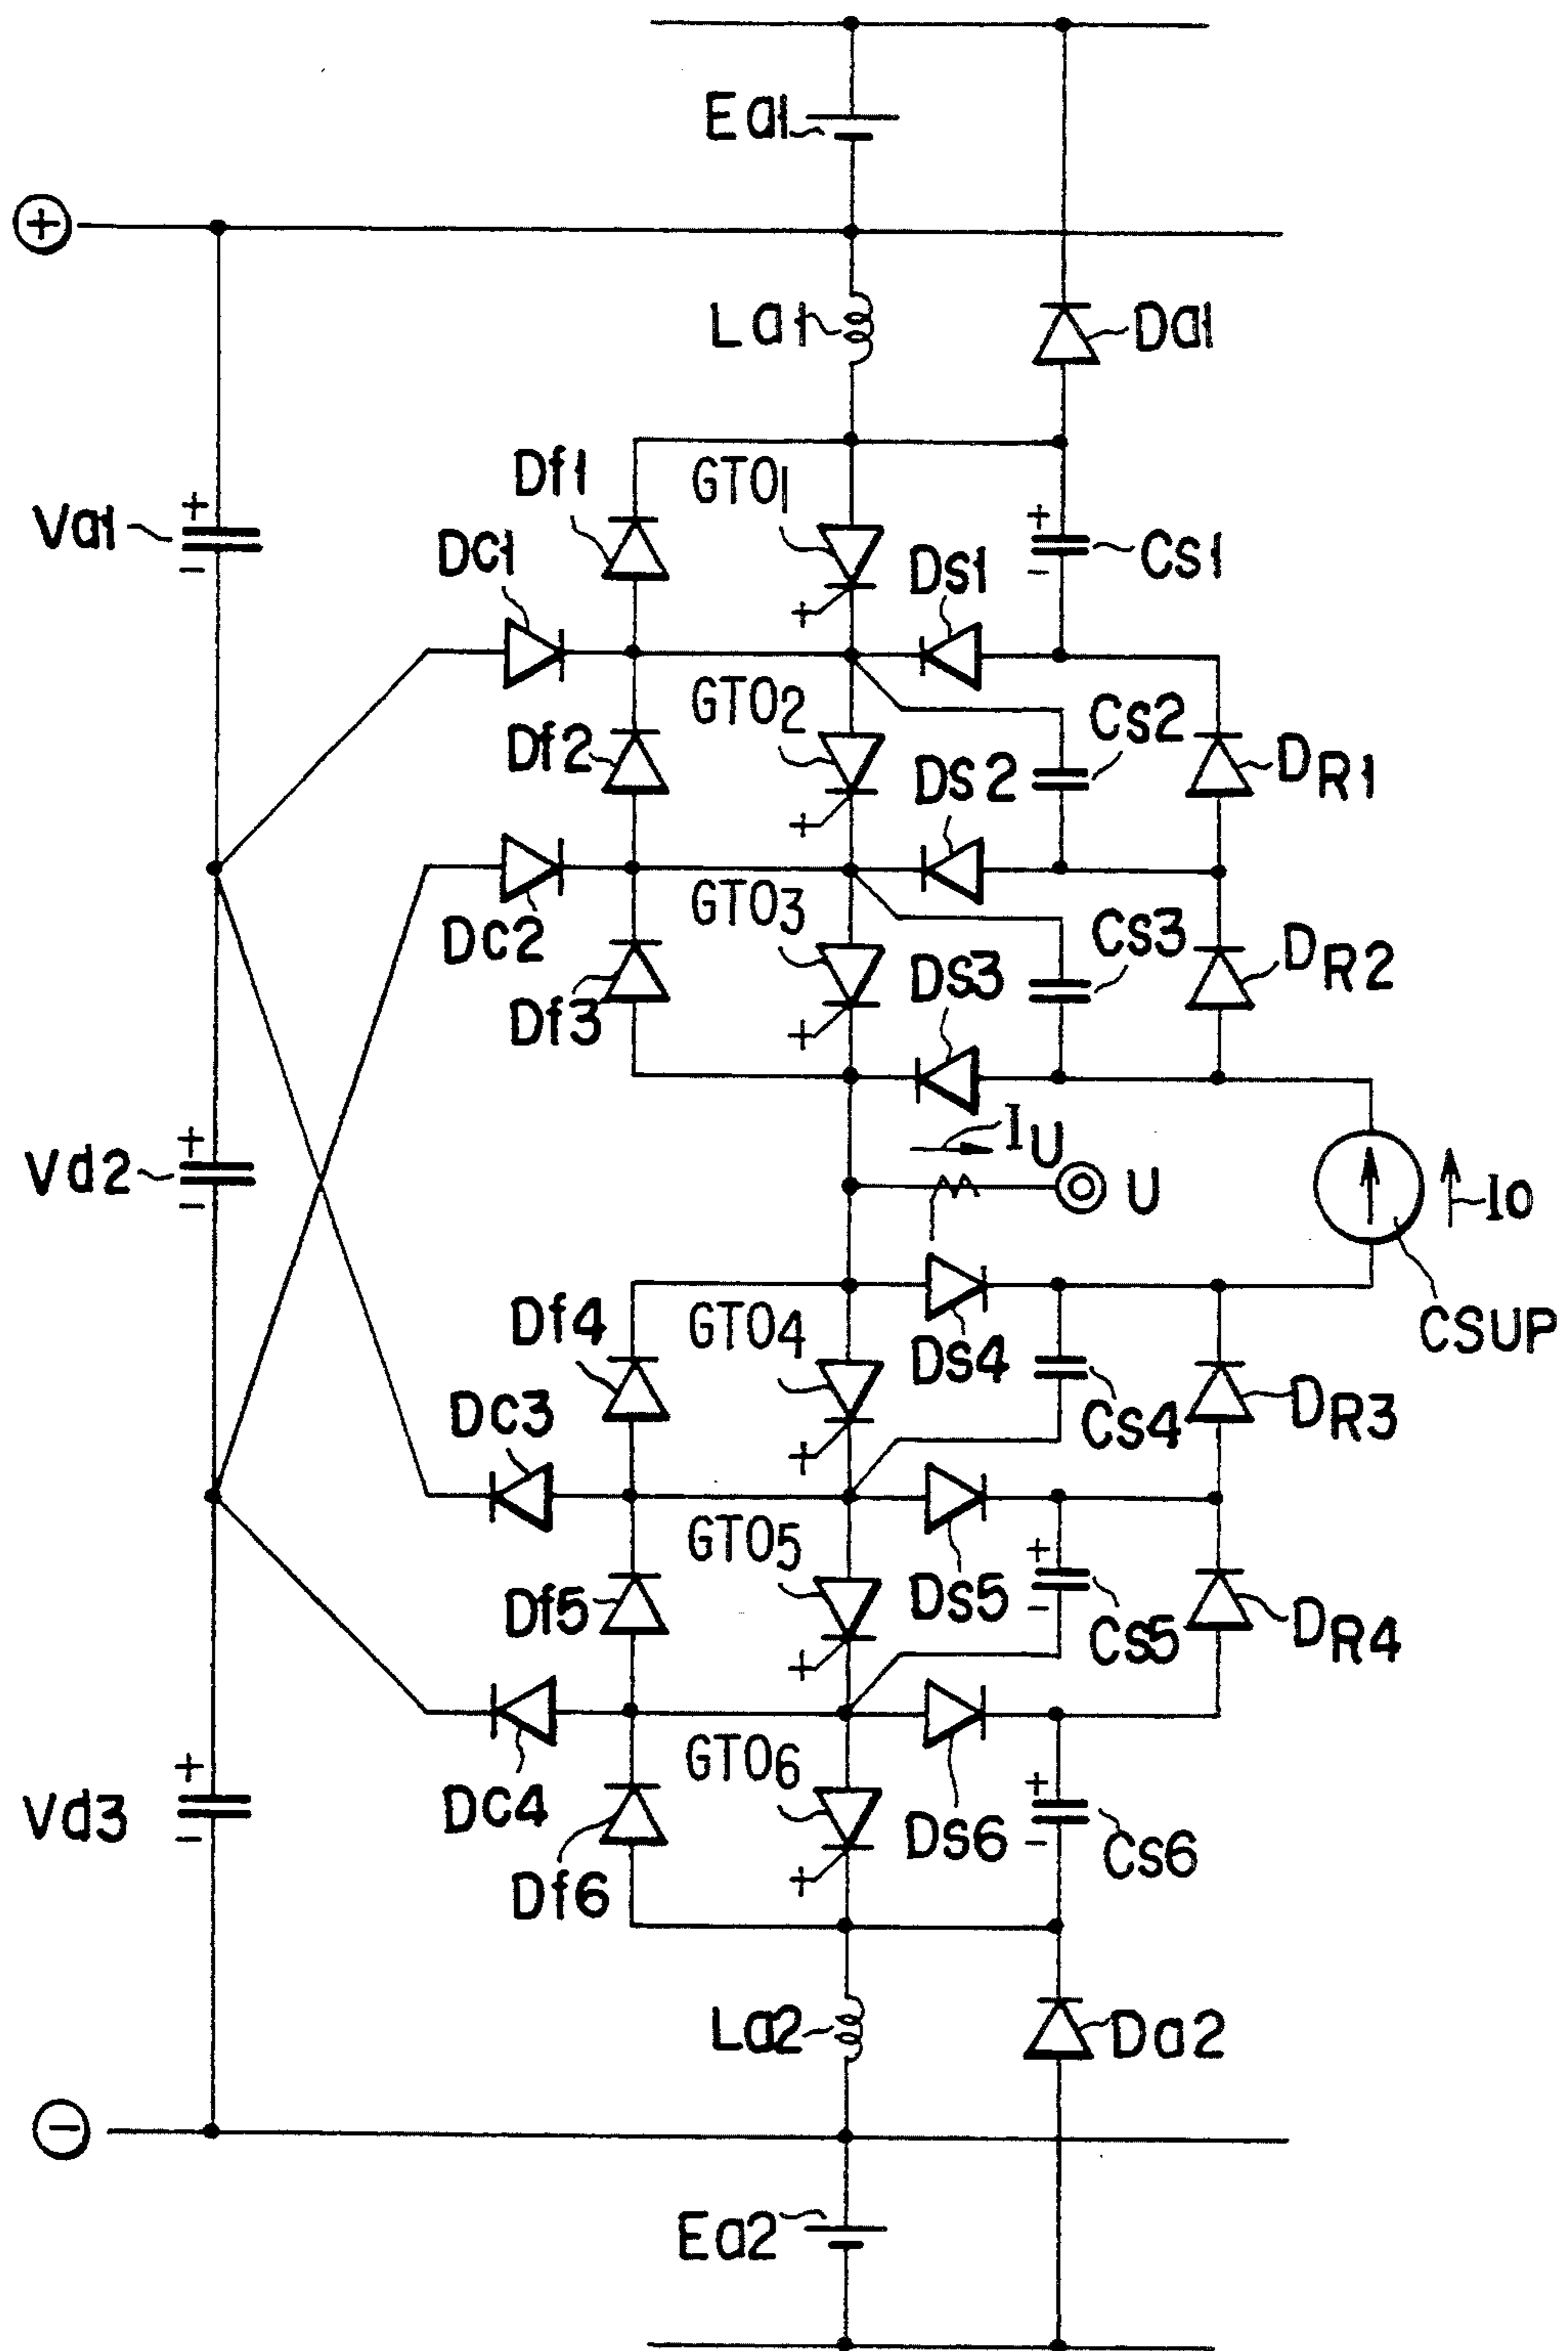 Ea1
+
La1
Da1
Df1
GTO1
Va1
+
-
Dc1
Ds1
+
-
Cs1
+
GTO2
Cs2
Df2
Ds2
DR1
+
Dc2
GTO3
Cs3
DR2
Df3
Ds3
+
IU
Vd2
+
-
U
Io
CSUP
Df4
GTO4
Ds4
Cs4
DR3
Dc3
+
GTO5
Df5
Ds5
+
-
Cs5
DR4
+
GTO6
Vd3
+
-
Dc4
Ds6
+
-
Cs6
Df6
+
La2
Da2
-
Ea2